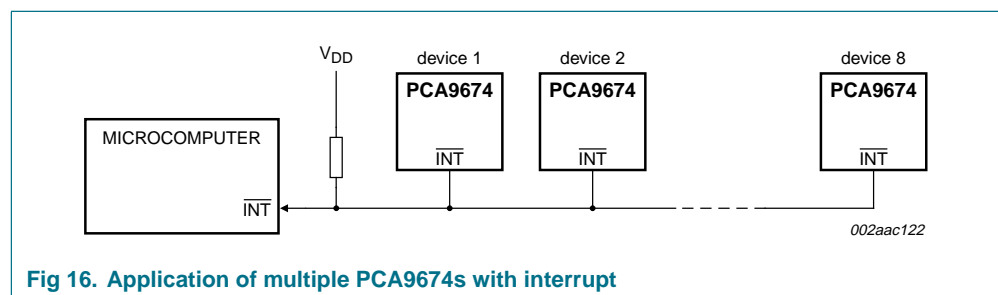 V_DD
device 1
device 2
device 8
PCA9674
PCA9674
PCA9674
MICROCOMPUTER
INT
INT
INT
INT
002aac122
Fig 16. Application of multiple PCA9674s with interrupt